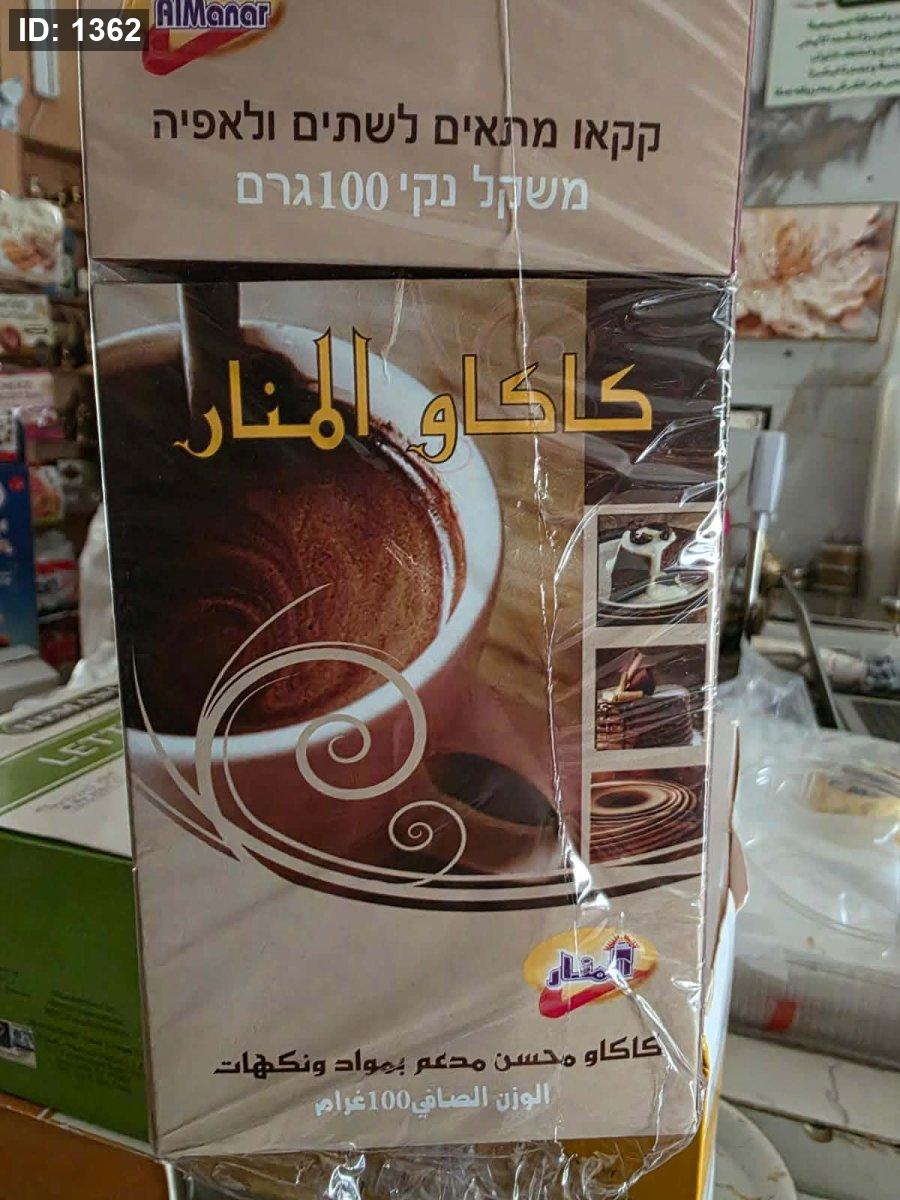 ID: 1362
AlManar
קקאו מתאים לשתים ולאפיה
משקל נקי 100גרם
كاكاو المنار
LETT
المنار
كاكاو محسن مدعم بمواد ونكهات
الوزن الصافي100غرام